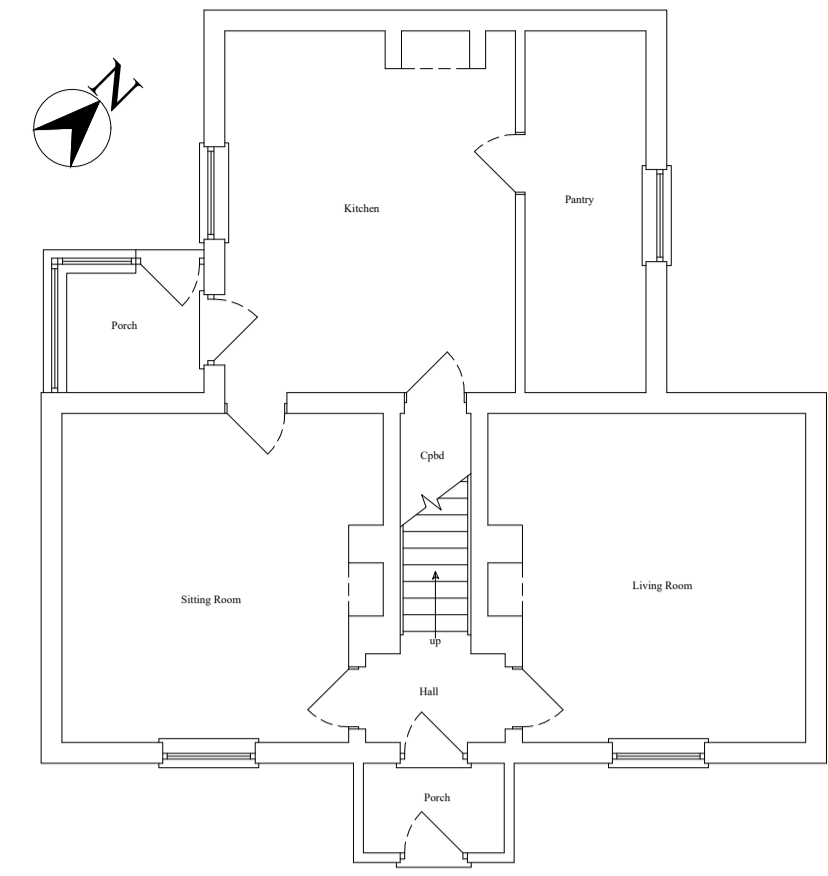 N
Kitchen
Pantry
Porch
Cpbd
Sitting Room
Living Room
up
Hall
Porch